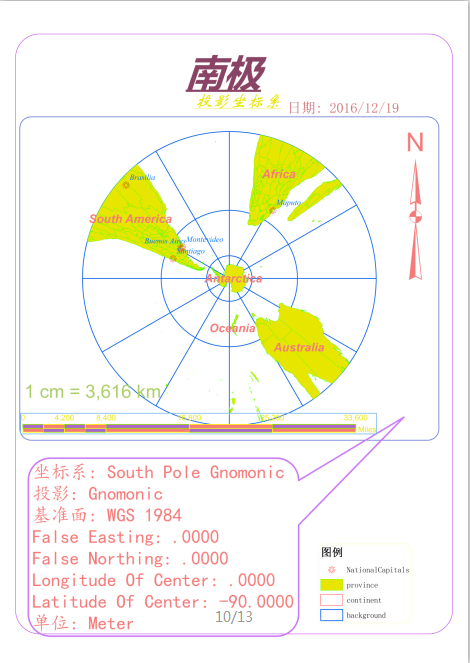 南极
投影坐标系
日期: 2016/12/19
N
Africa
Brasilia
Maputo
South America
Buenos Aires
Montevideo
Santiago
Antarctica
Oceania
Australia
1 cm = 3,616 km
0 4,200 8,400 33,600
Miles
坐标系: South Pole Gnomonic
投影: Gnomonic
基准面: WGS 1984
False Easting: .0000
False Northing: .0000
Longitude Of Center: .0000
Latitude Of Center: -90.0000
单位: Meter
10/13
图例
NationalCapitals
province
continent
background